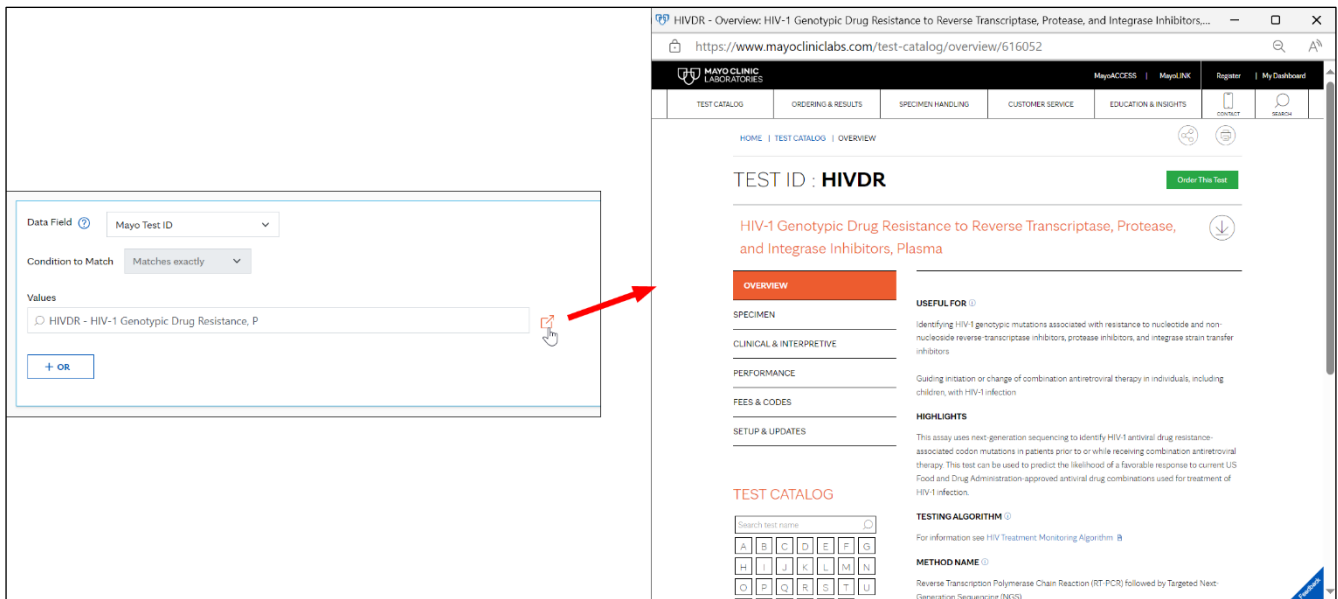 Data Field ? Mayo Test ID
Condition to Match Matches exactly
Values
HIVDR - HIV-1 Genotypic Drug Resistance, P
+ OR
HIVDR - Overview: HIV-1 Genotypic Drug Resistance to Reverse Transcriptase, Protease, and Integrase Inhibitors,...
https://www.mayocliniclabs.com/test-catalog/overview/616052
MAYO CLINIC
LABORATORIES
MayoACCESS | MayoLINK Register | My Dashboard
TEST CATALOG ORDERING & RESULTS SPECIMEN HANDLING CUSTOMER SERVICE EDUCATION & INSIGHTS CONTACT SEARCH
HOME | TEST CATALOG | OVERVIEW
TEST ID : HIVDR
Order This Test
HIV-1 Genotypic Drug Resistance to Reverse Transcriptase, Protease,
and Integrase Inhibitors, Plasma
OVERVIEW
SPECIMEN
CLINICAL & INTERPRETIVE
PERFORMANCE
FEES & CODES
SETUP & UPDATES
TEST CATALOG
Search test name
A B C D E F G
H I J K L M N
O P Q R S T U
USEFUL FOR
Identifying HIV-1 genotypic mutations associated with resistance to nucleotide and non-
nucleoside reverse-transcriptase inhibitors, protease inhibitors, and integrase strain transfer
inhibitors
Guiding initiation or change of combination antiretroviral therapy in individuals, including
children, with HIV-1 infection
HIGHLIGHTS
This assay uses next-generation sequencing to identify HIV-1 antiviral drug resistance-
associated codon mutations in patients prior to or while receiving combination antiretroviral
therapy. This test can be used to predict the likelihood of a favorable response to current US
Food and Drug Administration-approved antiviral drug combinations used for treatment of
HIV-1 infection.
TESTING ALGORITHM
For information see HIV Treatment Monitoring Algorithm
METHOD NAME
Reverse Transcription Polymerase Chain Reaction (RT-PCR) followed by Targeted Next-
Generation Sequencing (NGS)
Feedback